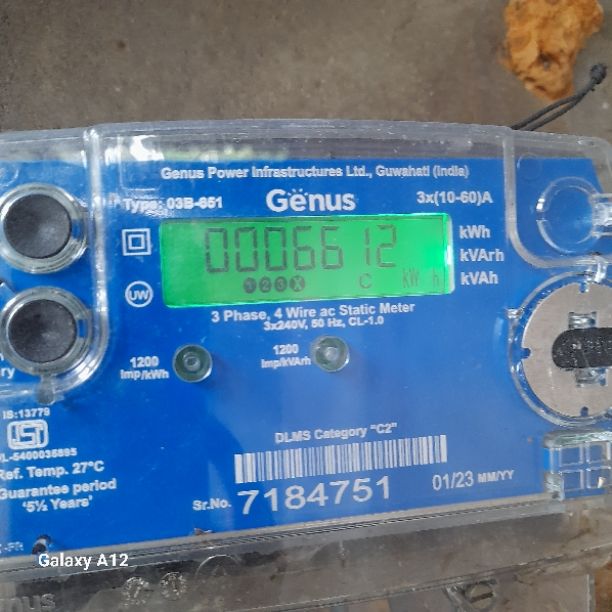 Genus Power Infrastructures Ltd., Guwahati (India)
Type: 03B-651
Genus
3x(10-60)A
0006612
C kW h
kWh
kVArh
kVAh
UW
3 Phase, 4 Wire ac Static Meter
3x240V, 50 Hz, CL-1.0
1200
Imp/kWh
1200
Imp/kVArh
IS:13779
Ref. Temp. 27°C
Guarantee period
'5½ Years'
DLMS Category "C2"
Sr.No. 7184751
01/23 MM/YY
Galaxy A12